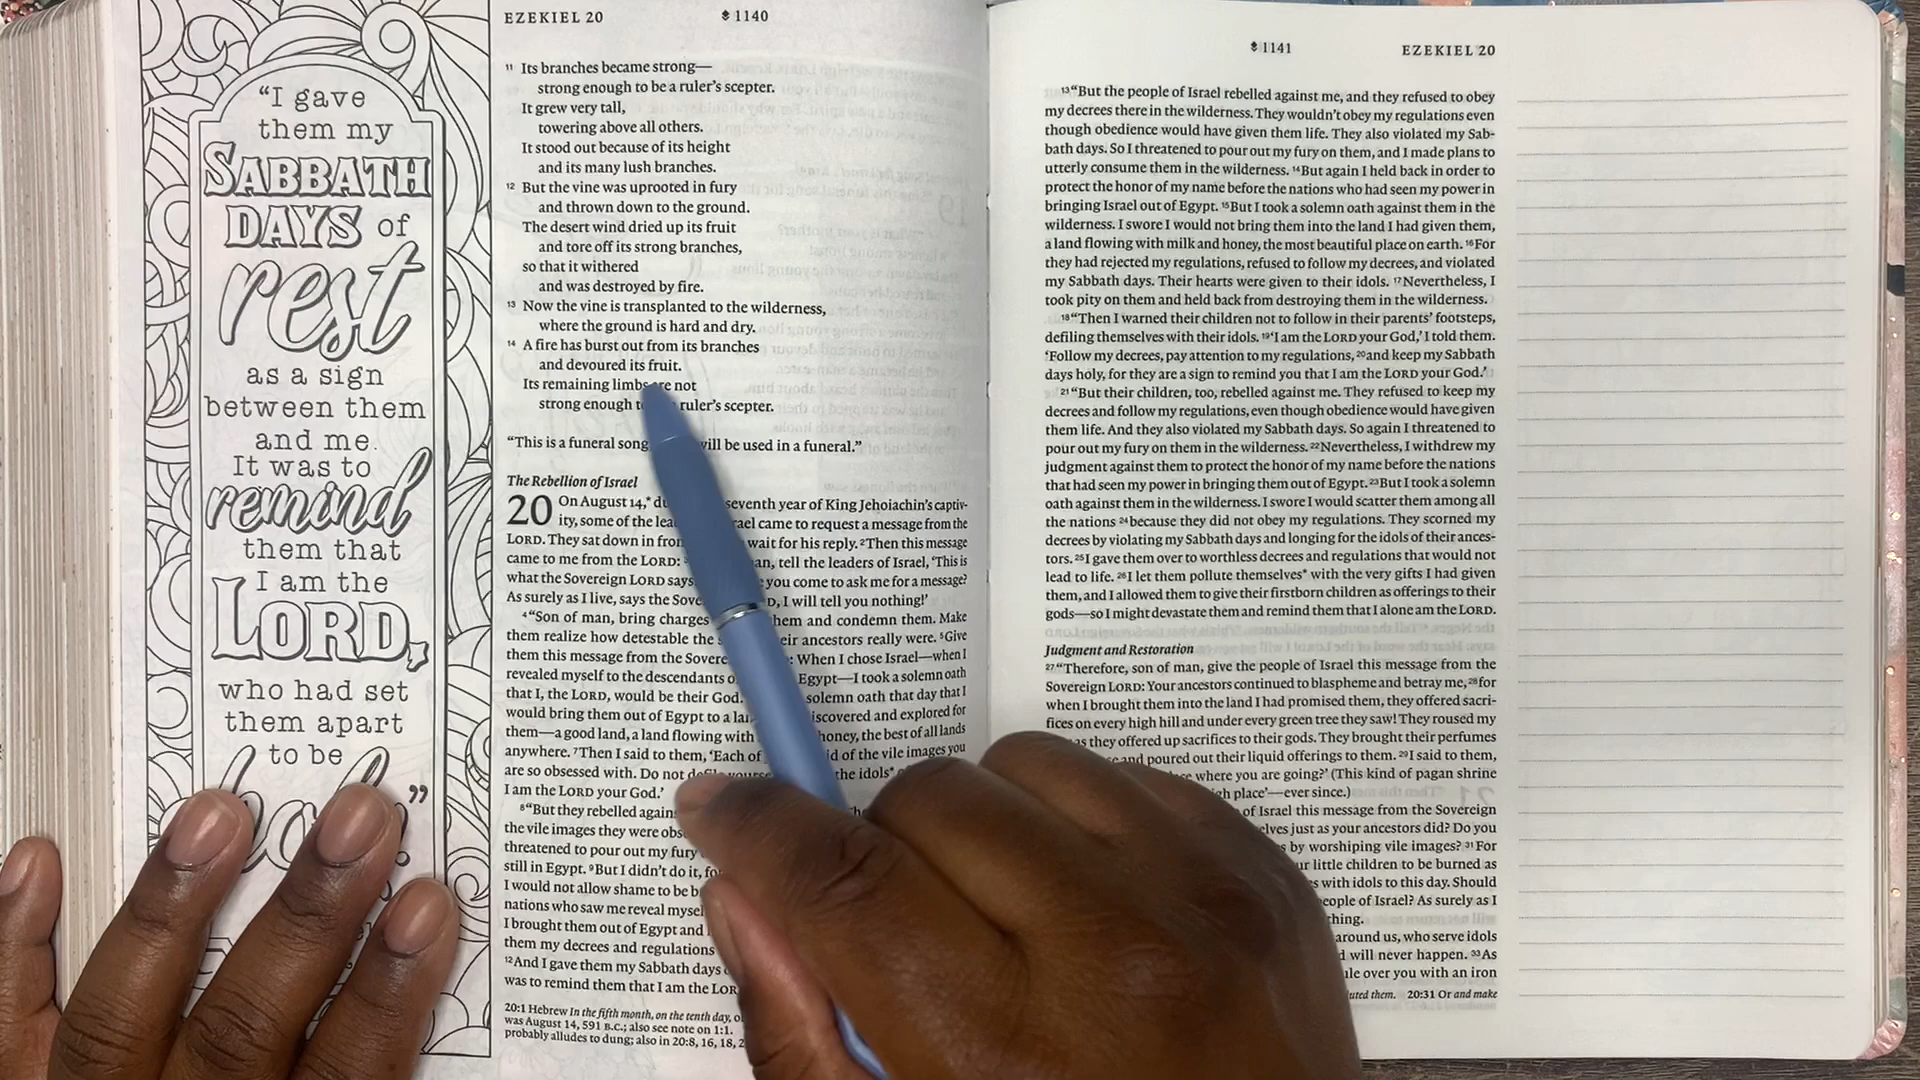 “I gave
them my
SABBATH
DAYS of
rest
as a sign
between them
and me.
It was to
remind
them that
I am the
LORD,
who had set
them apart
to be
EZEKIEL 20
1140
11 Its branches became strong—
strong enough to be a ruler’s scepter.
It grew very tall,
towering above all others.
It stood out because of its height
and its many lush branches.
12 But the vine was uprooted in fury
and thrown down to the ground.
The desert wind dried up its fruit
and tore off its strong branches,
so that it withered
and was destroyed by fire.
13 Now the vine is transplanted to the wilderness,
where the ground is hard and dry.
14 A fire has burst out from its branches
and devoured its fruit.
Its remaining limbs are not
strong enough ruler’s scepter.
“This is a funeral song will be used in a funeral.”
The Rebellion of Israel
20 On August 14,* seventh year of King Jehoiachin’s captiv-
ity, some of the came to request a message from the
LORD. They sat down in wait for his reply. 2Then this message
came to me from the LORD: tell the leaders of Israel, ‘This is
what the Sovereign LORD says you come to ask me for a message?
As surely as I live, says the I will tell you nothing!’
4“Son of man, bring charges them and condemn them. Make
them realize how detestable the their ancestors really were. 5Give
them this message from the When I chose Israel—when I
revealed myself to the descendants Egypt—I took a solemn oath
that I, the LORD, would be their God. solemn oath that day that I
would bring them out of Egypt to a discovered and explored for
them—a good land, a land flowing with honey, the best of all lands
anywhere. 7Then I said to them, ‘Each of of the vile images you
are so obsessed with. Do not the idols*
I am the LORD your God.’
8“But they rebelled
the vile images they were
threatened to pour out my fury
still in Egypt. 9But I didn’t do it,
I would not allow shame to be
nations who saw me reveal
I brought them out of Egypt and
them my decrees and regulations
12And I gave them my Sabbath days
was to remind them that I am the
20:1 Hebrew In the fifth month, on the tenth day,
was August 14, 591 B.C.; also see note on 1:1.
probably alludes to dung; also in 20:8, 16, 18,
1141
EZEKIEL 20
13“But the people of Israel rebelled against me, and they refused to obey
my decrees there in the wilderness. They wouldn’t obey my regulations even
though obedience would have given them life. They also violated my Sab-
bath days. So I threatened to pour out my fury on them, and I made plans to
utterly consume them in the wilderness. 14But again I held back in order to
protect the honor of my name before the nations who had seen my power in
bringing Israel out of Egypt. 15But I took a solemn oath against them in the
wilderness. I swore I would not bring them into the land I had given them,
a land flowing with milk and honey, the most beautiful place on earth. 16For
they had rejected my regulations, refused to follow my decrees, and violated
my Sabbath days. Their hearts were given to their idols. 17Nevertheless, I
took pity on them and held back from destroying them in the wilderness.
18“Then I warned their children not to follow in their parents’ footsteps,
defiling themselves with their idols. 19‘I am the LORD your God,’ I told them.
‘Follow my decrees, pay attention to my regulations, 20and keep my Sabbath
days holy, for they are a sign to remind you that I am the LORD your God.’
21“But their children, too, rebelled against me. They refused to keep my
decrees and follow my regulations, even though obedience would have given
them life. And they also violated my Sabbath days. So again I threatened to
pour out my fury on them in the wilderness. 22Nevertheless, I withdrew my
judgment against them to protect the honor of my name before the nations
that had seen my power in bringing them out of Egypt. 23But I took a solemn
oath against them in the wilderness. I swore I would scatter them among all
the nations 24because they did not obey my regulations. They scorned my
decrees by violating my Sabbath days and longing for the idols of their ances-
tors. 25I gave them over to worthless decrees and regulations that would not
lead to life. 26I let them pollute themselves* with the very gifts I had given
them, and I allowed them to give their firstborn children as offerings to their
gods—so I might devastate them and remind them that I alone am the LORD.
Judgment and Restoration
27“Therefore, son of man, give the people of Israel this message from the
Sovereign LORD: Your ancestors continued to blaspheme and betray me, 28for
when I brought them into the land I had promised them, they offered sacri-
fices on every high hill and under every green tree they saw! They roused my
as they offered up sacrifices to their gods. They brought their perfumes
and poured out their liquid offerings to them. 29I said to them,
where you are going?’ (This kind of pagan shrine
place’—ever since.)
of Israel this message from the Sovereign
just as your ancestors did? Do you
by worshiping vile images? 31For
little children to be burned as
with idols to this day. Should
people of Israel? As surely as I
around us, who serve idols
will never happen. 33As
over you with an iron
them. 20:31 Or and make